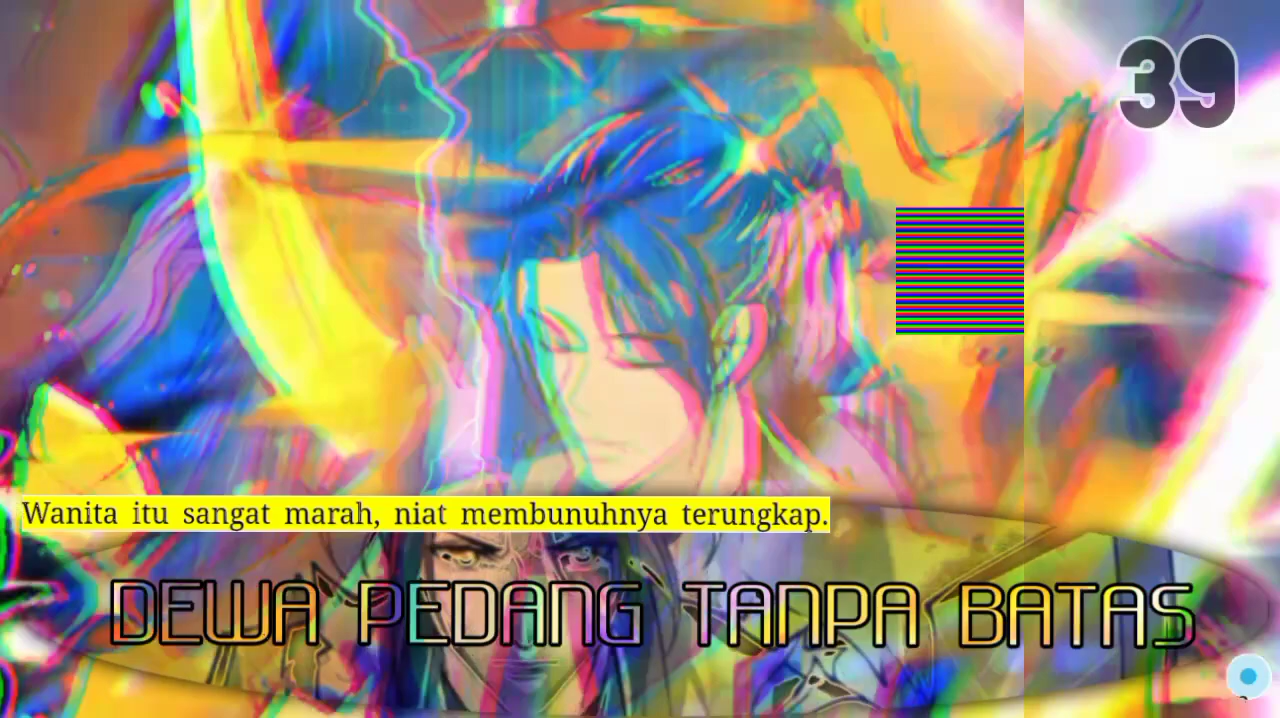 39
Wanita itu sangat marah, niat membunuhnya terungkap.
DEWA PEDANG TANPA BATAS